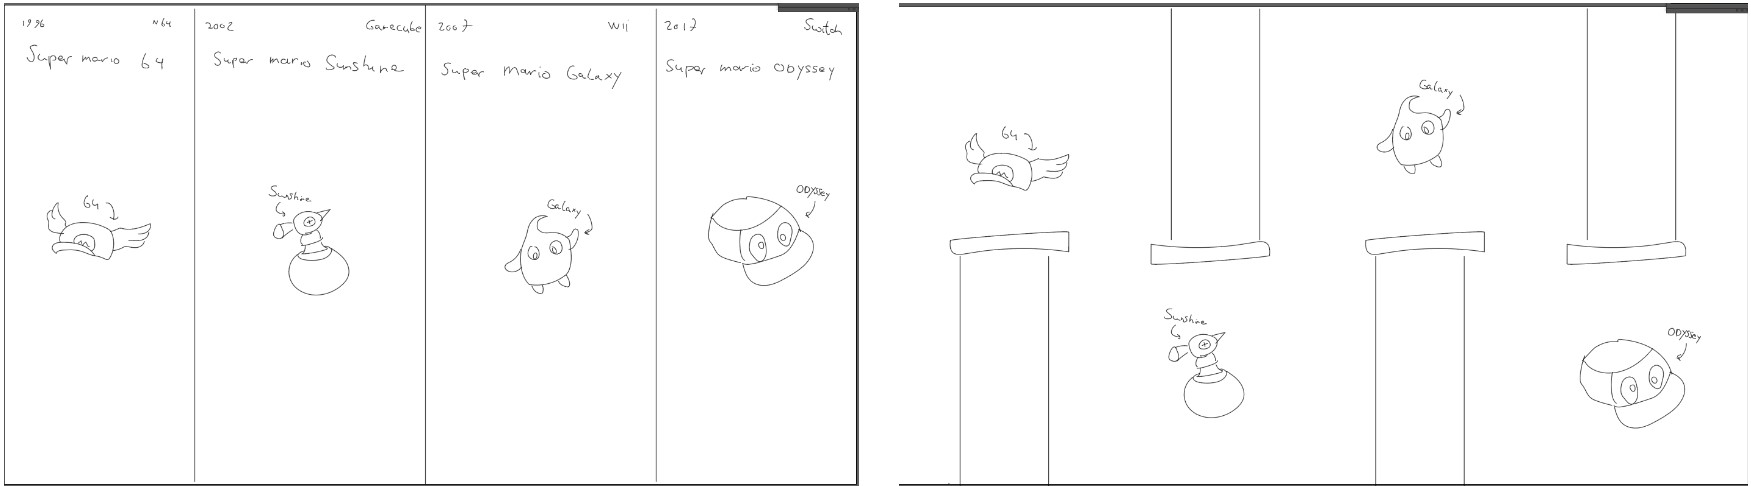 1996 N64
Super mario 64
64
2002 Gamecube
Super mario Sunshine
Sunshine
2007 Wii
Super Mario Galaxy
Galaxy
2017 Switch
Super mario ODyssey
ODyssey
64
Sunshine
Galaxy
ODyssey